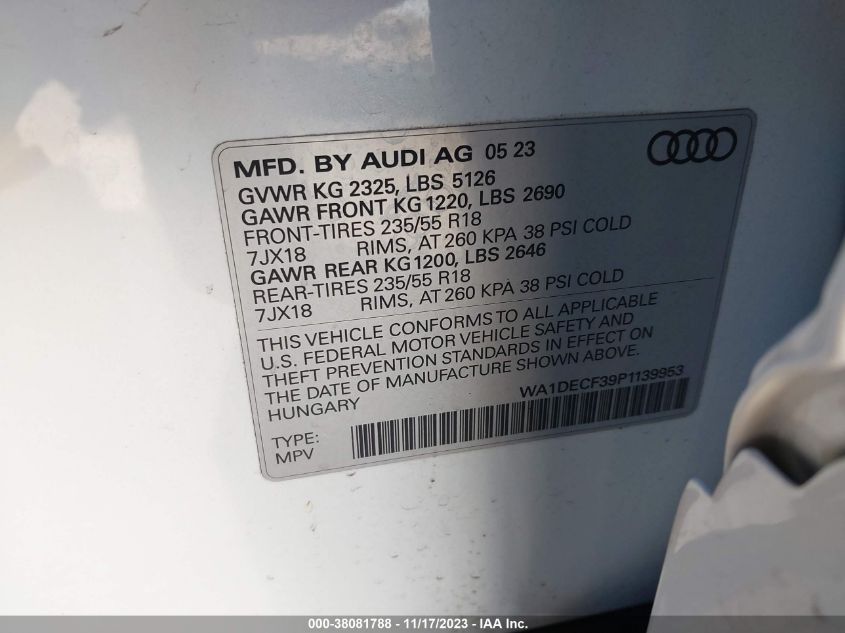 MFD. BY AUDI AG 05 23
GVWR KG 2325, LBS 5126
GAWR FRONT KG 1220, LBS 2690
FRONT-TIRES 235/55 R18
7JX18 RIMS, AT 260 KPA 38 PSI COLD
GAWR REAR KG 1200, LBS 2646
REAR-TIRES 235/55 R18
7JX18 RIMS, AT 260 KPA 38 PSI COLD
THIS VEHICLE CONFORMS TO ALL APPLICABLE
U.S. FEDERAL MOTOR VEHICLE SAFETY AND
THEFT PREVENTION STANDARDS IN EFFECT ON
THE DATE OF MANUFACTURE SHOWN ABOVE.
HUNGARY WA1DECF39P1139953
TYPE:
MPV
000-38081788 - 11/17/2023 - IAA Inc.